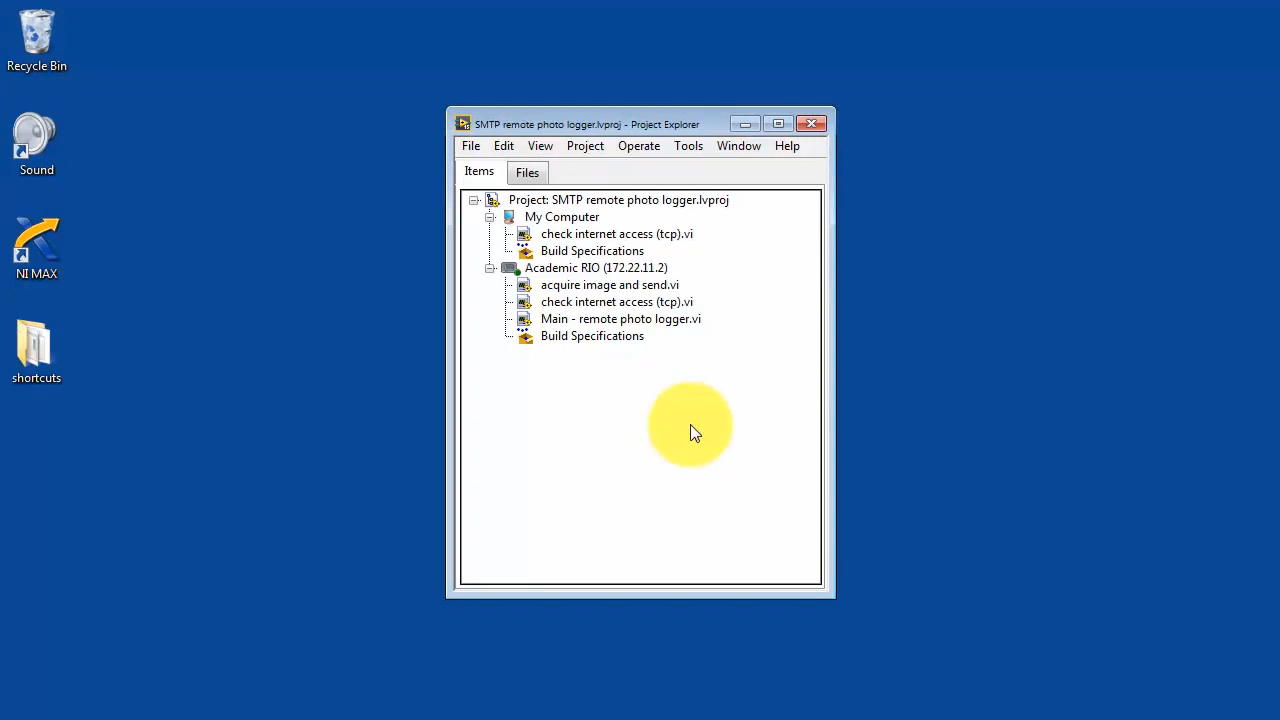 Recycle Bin
Sound
NI MAX
shortcuts
SMTP remote photo logger.lvproj - Project Explorer
File Edit View Project Operate Tools Window Help
Items Files
Project: SMTP remote photo logger.lvproj
My Computer
check internet access (tcp).vi
Build Specifications
Academic RIO (172.22.11.2)
acquire image and send.vi
check internet access (tcp).vi
Main - remote photo logger.vi
Build Specifications